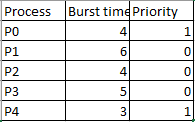 Process Burst time Priority
P0 4 1
P1 6 0
P2 4 0
P3 5 0
P4 3 1